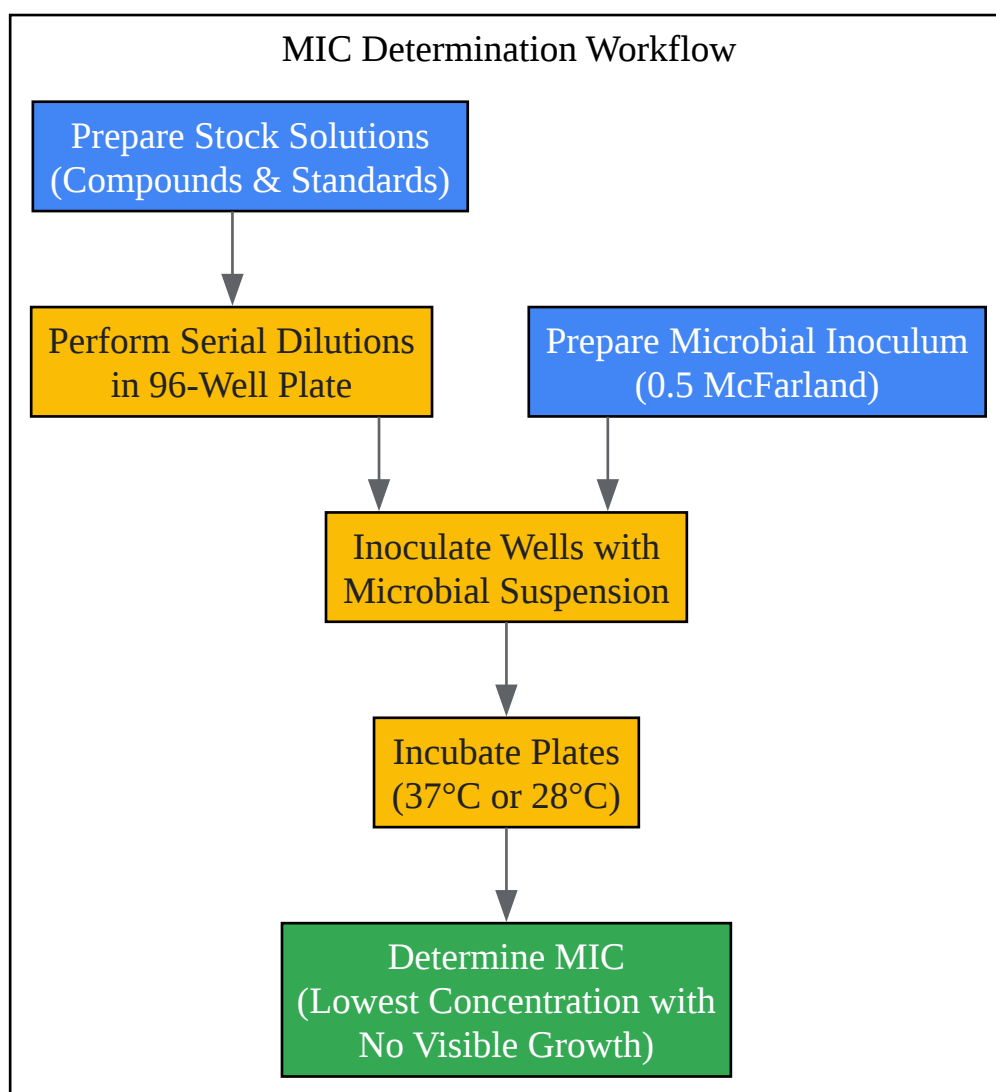 MIC Determination Workflow
Prepare Stock Solutions
(Compounds & Standards)
Perform Serial Dilutions
in 96-Well Plate
Prepare Microbial Inoculum
(0.5 McFarland)
Inoculate Wells with
Microbial Suspension
Incubate Plates
(37°C or 28°C)
Determine MIC
(Lowest Concentration with
No Visible Growth)